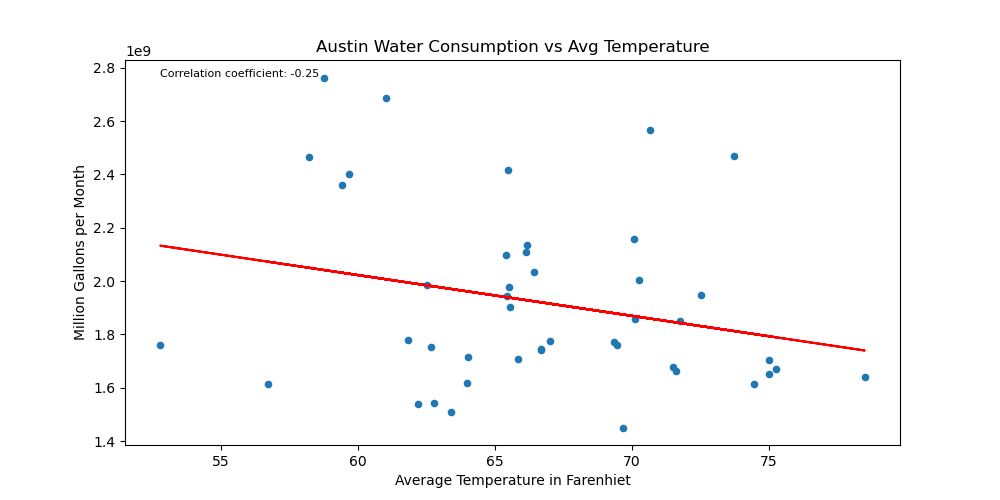 Austin Water Consumption vs Avg Temperature
1e9
Correlation coefficient: -0.25
2.8
2.6
2.4
2.2
2.0
1.8
1.6
1.4
Million Gallons per Month
55
60
65
70
75
Average Temperature in Farenhiet